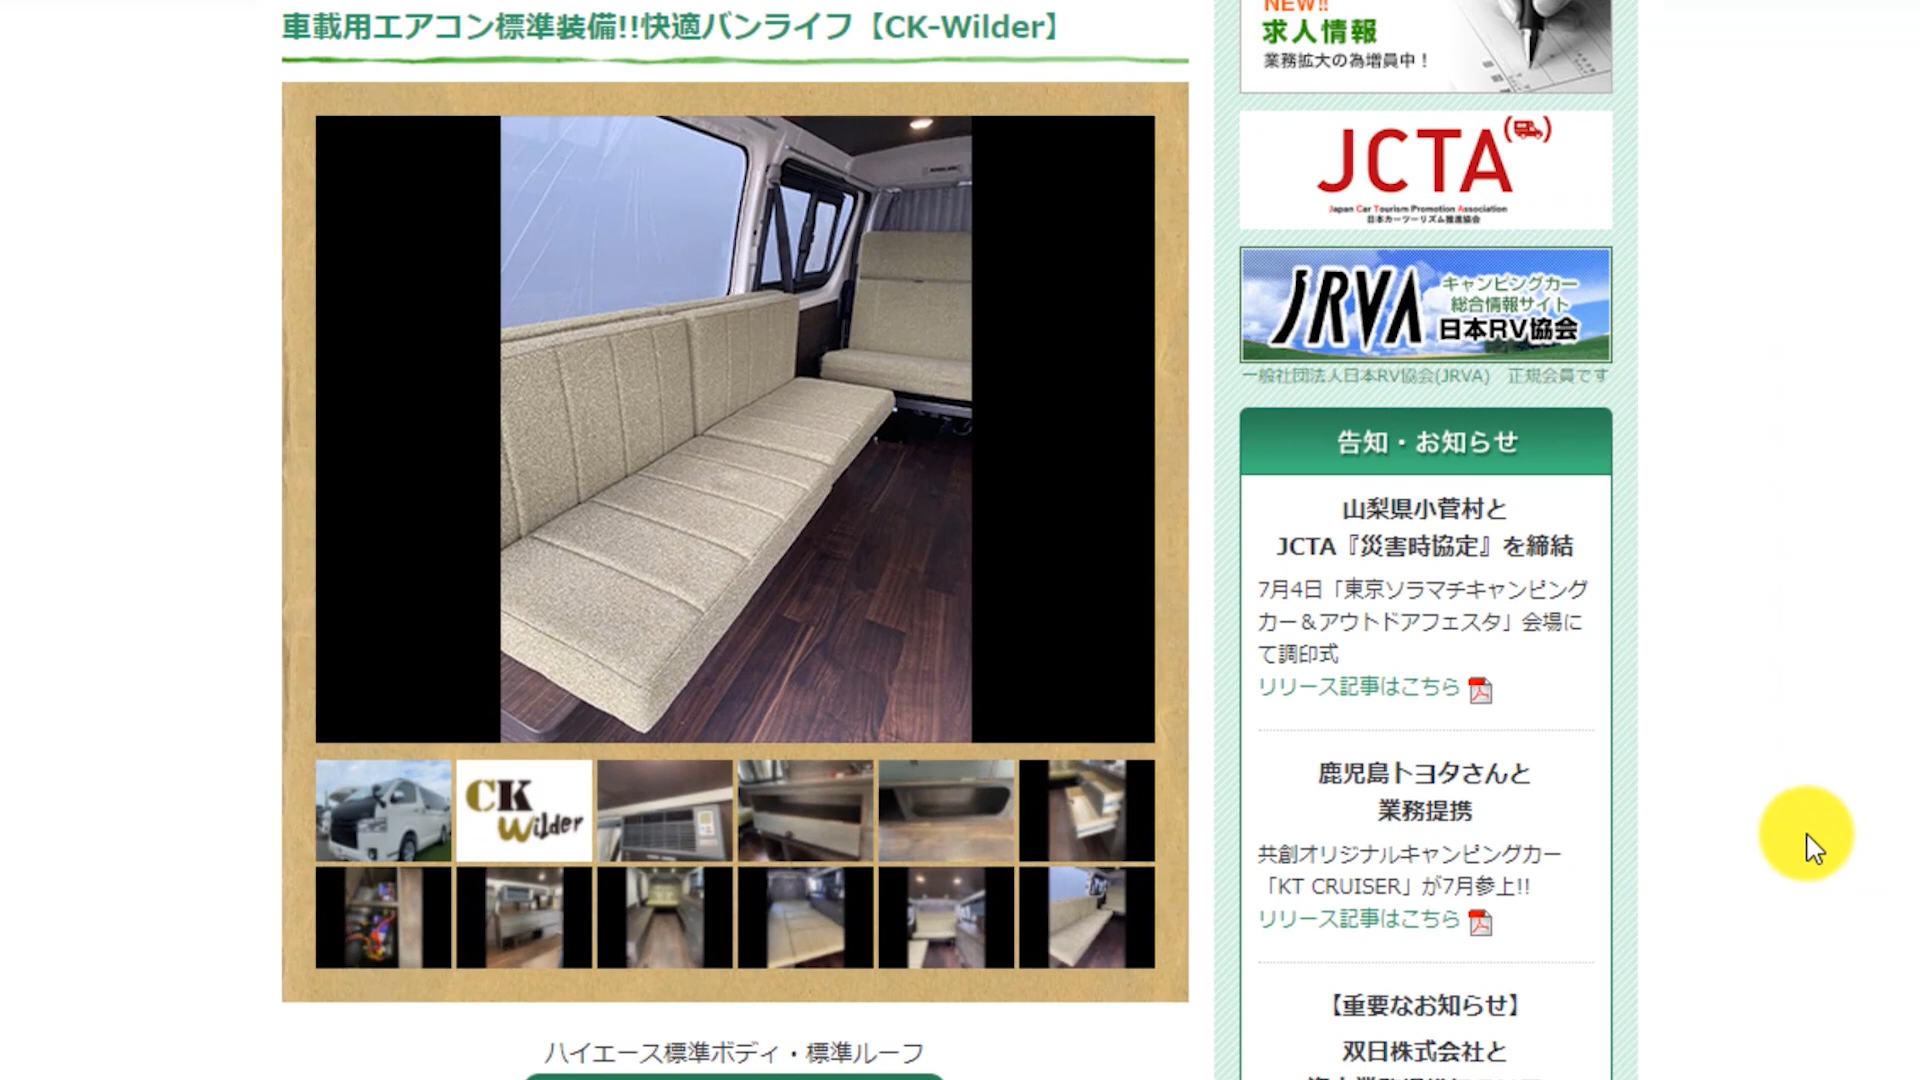 車載用エアコン標準装備!!快適バンライフ【CK-Wilder】
CK
Wilder
ハイエース標準ボディ・標準ルーフ
NEW!!
求人情報
業務拡大の為増員中！
JCTA
Japan Car Tourism Promotion Association
日本カーツーリズム推進協会
JRVA
キャンピングカー
総合情報サイト
日本RV協会
一般社団法人日本RV協会(JRVA)　正規会員です
告知・お知らせ
山梨県小菅村と
JCTA『災害時協定』を締結
7月4日「東京ソラマチキャンピング
カー＆アウトドアフェスタ」会場に
て調印式
リリース記事はこちら
鹿児島トヨタさんと
業務提携
共創オリジナルキャンピングカー
「KT CRUISER」が7月参上!!
リリース記事はこちら
【重要なお知らせ】
双日株式会社と